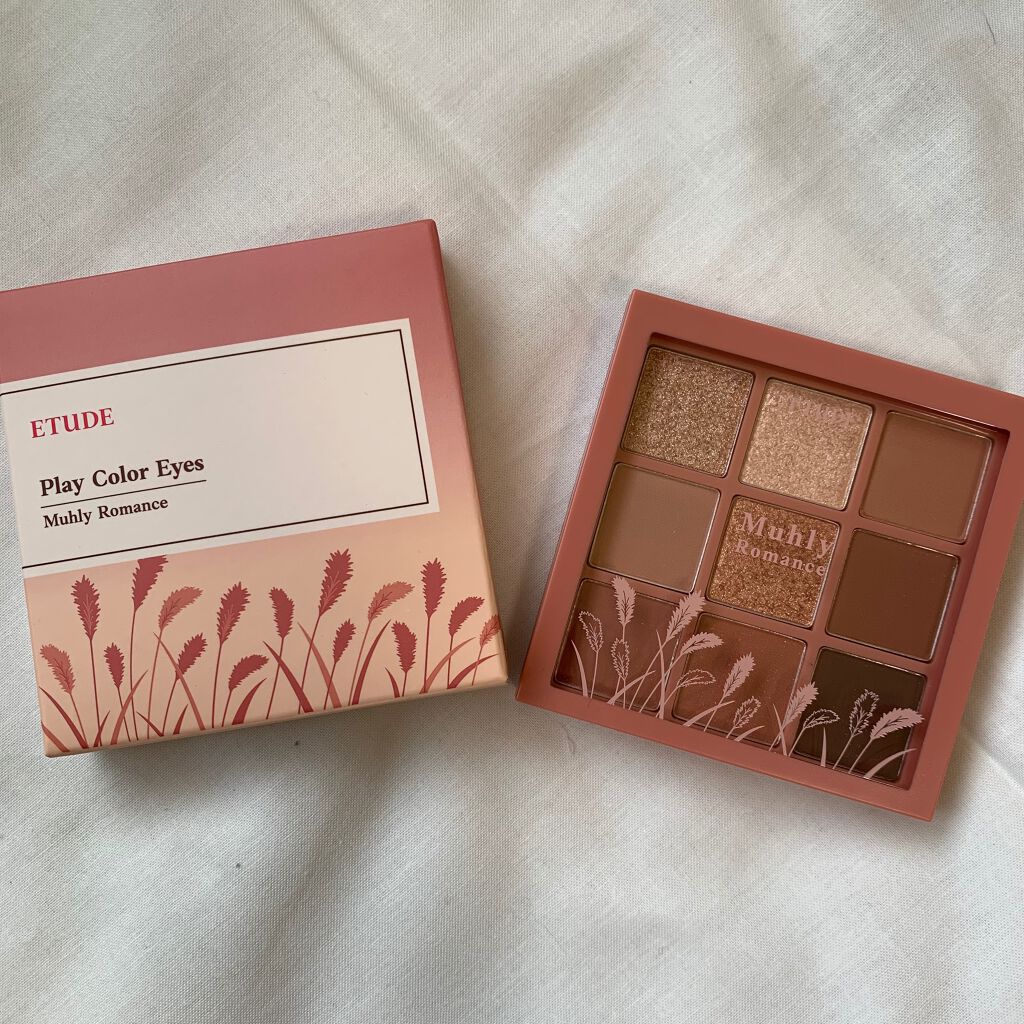 ETUDE
Play Color Eyes
Muhly Romance
Muhly
Romance